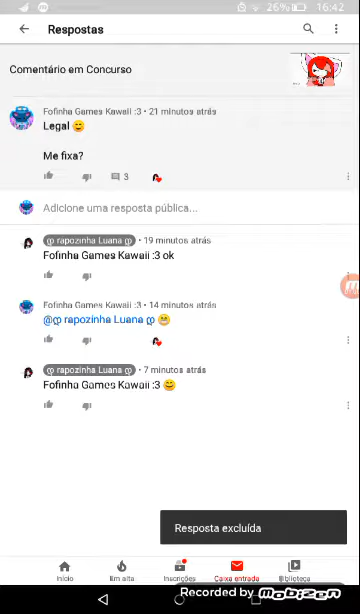 26% 16:42
Respostas
Comentário em Concurso
Fofinha Games Kawaii :3 • 21 minutos atrás
Legal 😄
Me fixa?
3
Adicione uma resposta pública...
ღ rapozinha Luana ღ • 19 minutos atrás
Fofinha Games Kawaii :3 ok
Fofinha Games Kawaii :3 • 14 minutos atrás
@ღ rapozinha Luana ღ 😁
ღ rapozinha Luana ღ • 7 minutos atrás
Fofinha Games Kawaii :3 😄
Resposta excluída
Início Em alta Inscrições Caixa entrada Biblioteca
Recorded by Mobizen